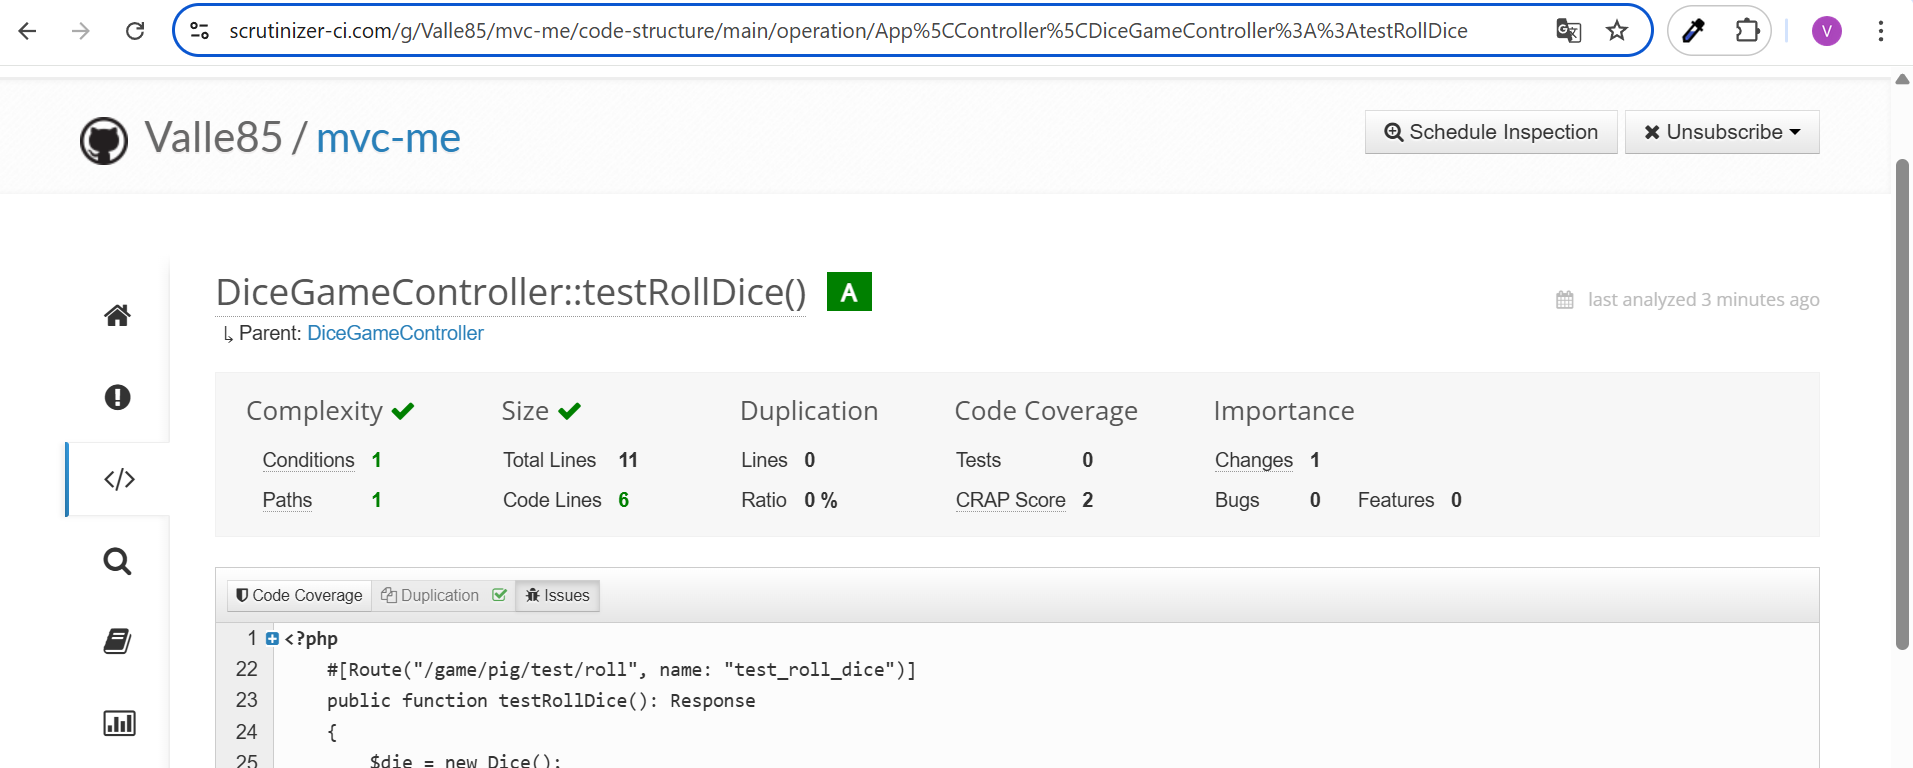 scrutinizer-ci.com/g/Valle85/mvc-me/code-structure/main/operation/App%5CController%5CDiceGameController%3A%3AtestRollDice
V
Valle85 / mvc-me
Schedule Inspection
Unsubscribe
DiceGameController::testRollDice() A
last analyzed 3 minutes ago
Parent: DiceGameController
Complexity Size Duplication Code Coverage Importance
Conditions 1 Total Lines 11 Lines 0 Tests 0 Changes 1
Paths 1 Code Lines 6 Ratio 0 % CRAP Score 2 Bugs 0 Features 0
Code Coverage Duplication Issues
1 <?php
22 #[Route("/game/pig/test/roll", name: "test_roll_dice")]
23 public function testRollDice(): Response
24 {
25 $die = new Dice();